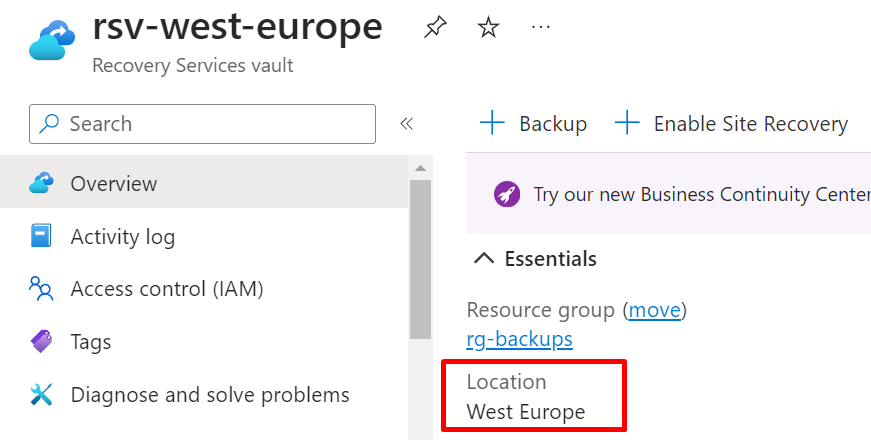 rsv-west-europe
Recovery Services vault
Search
Overview
Activity log
Access control (IAM)
Tags
Diagnose and solve problems
Backup
Enable Site Recovery
Try our new Business Continuity Center
Essentials
Resource group (move)
rg-backups
Location
West Europe